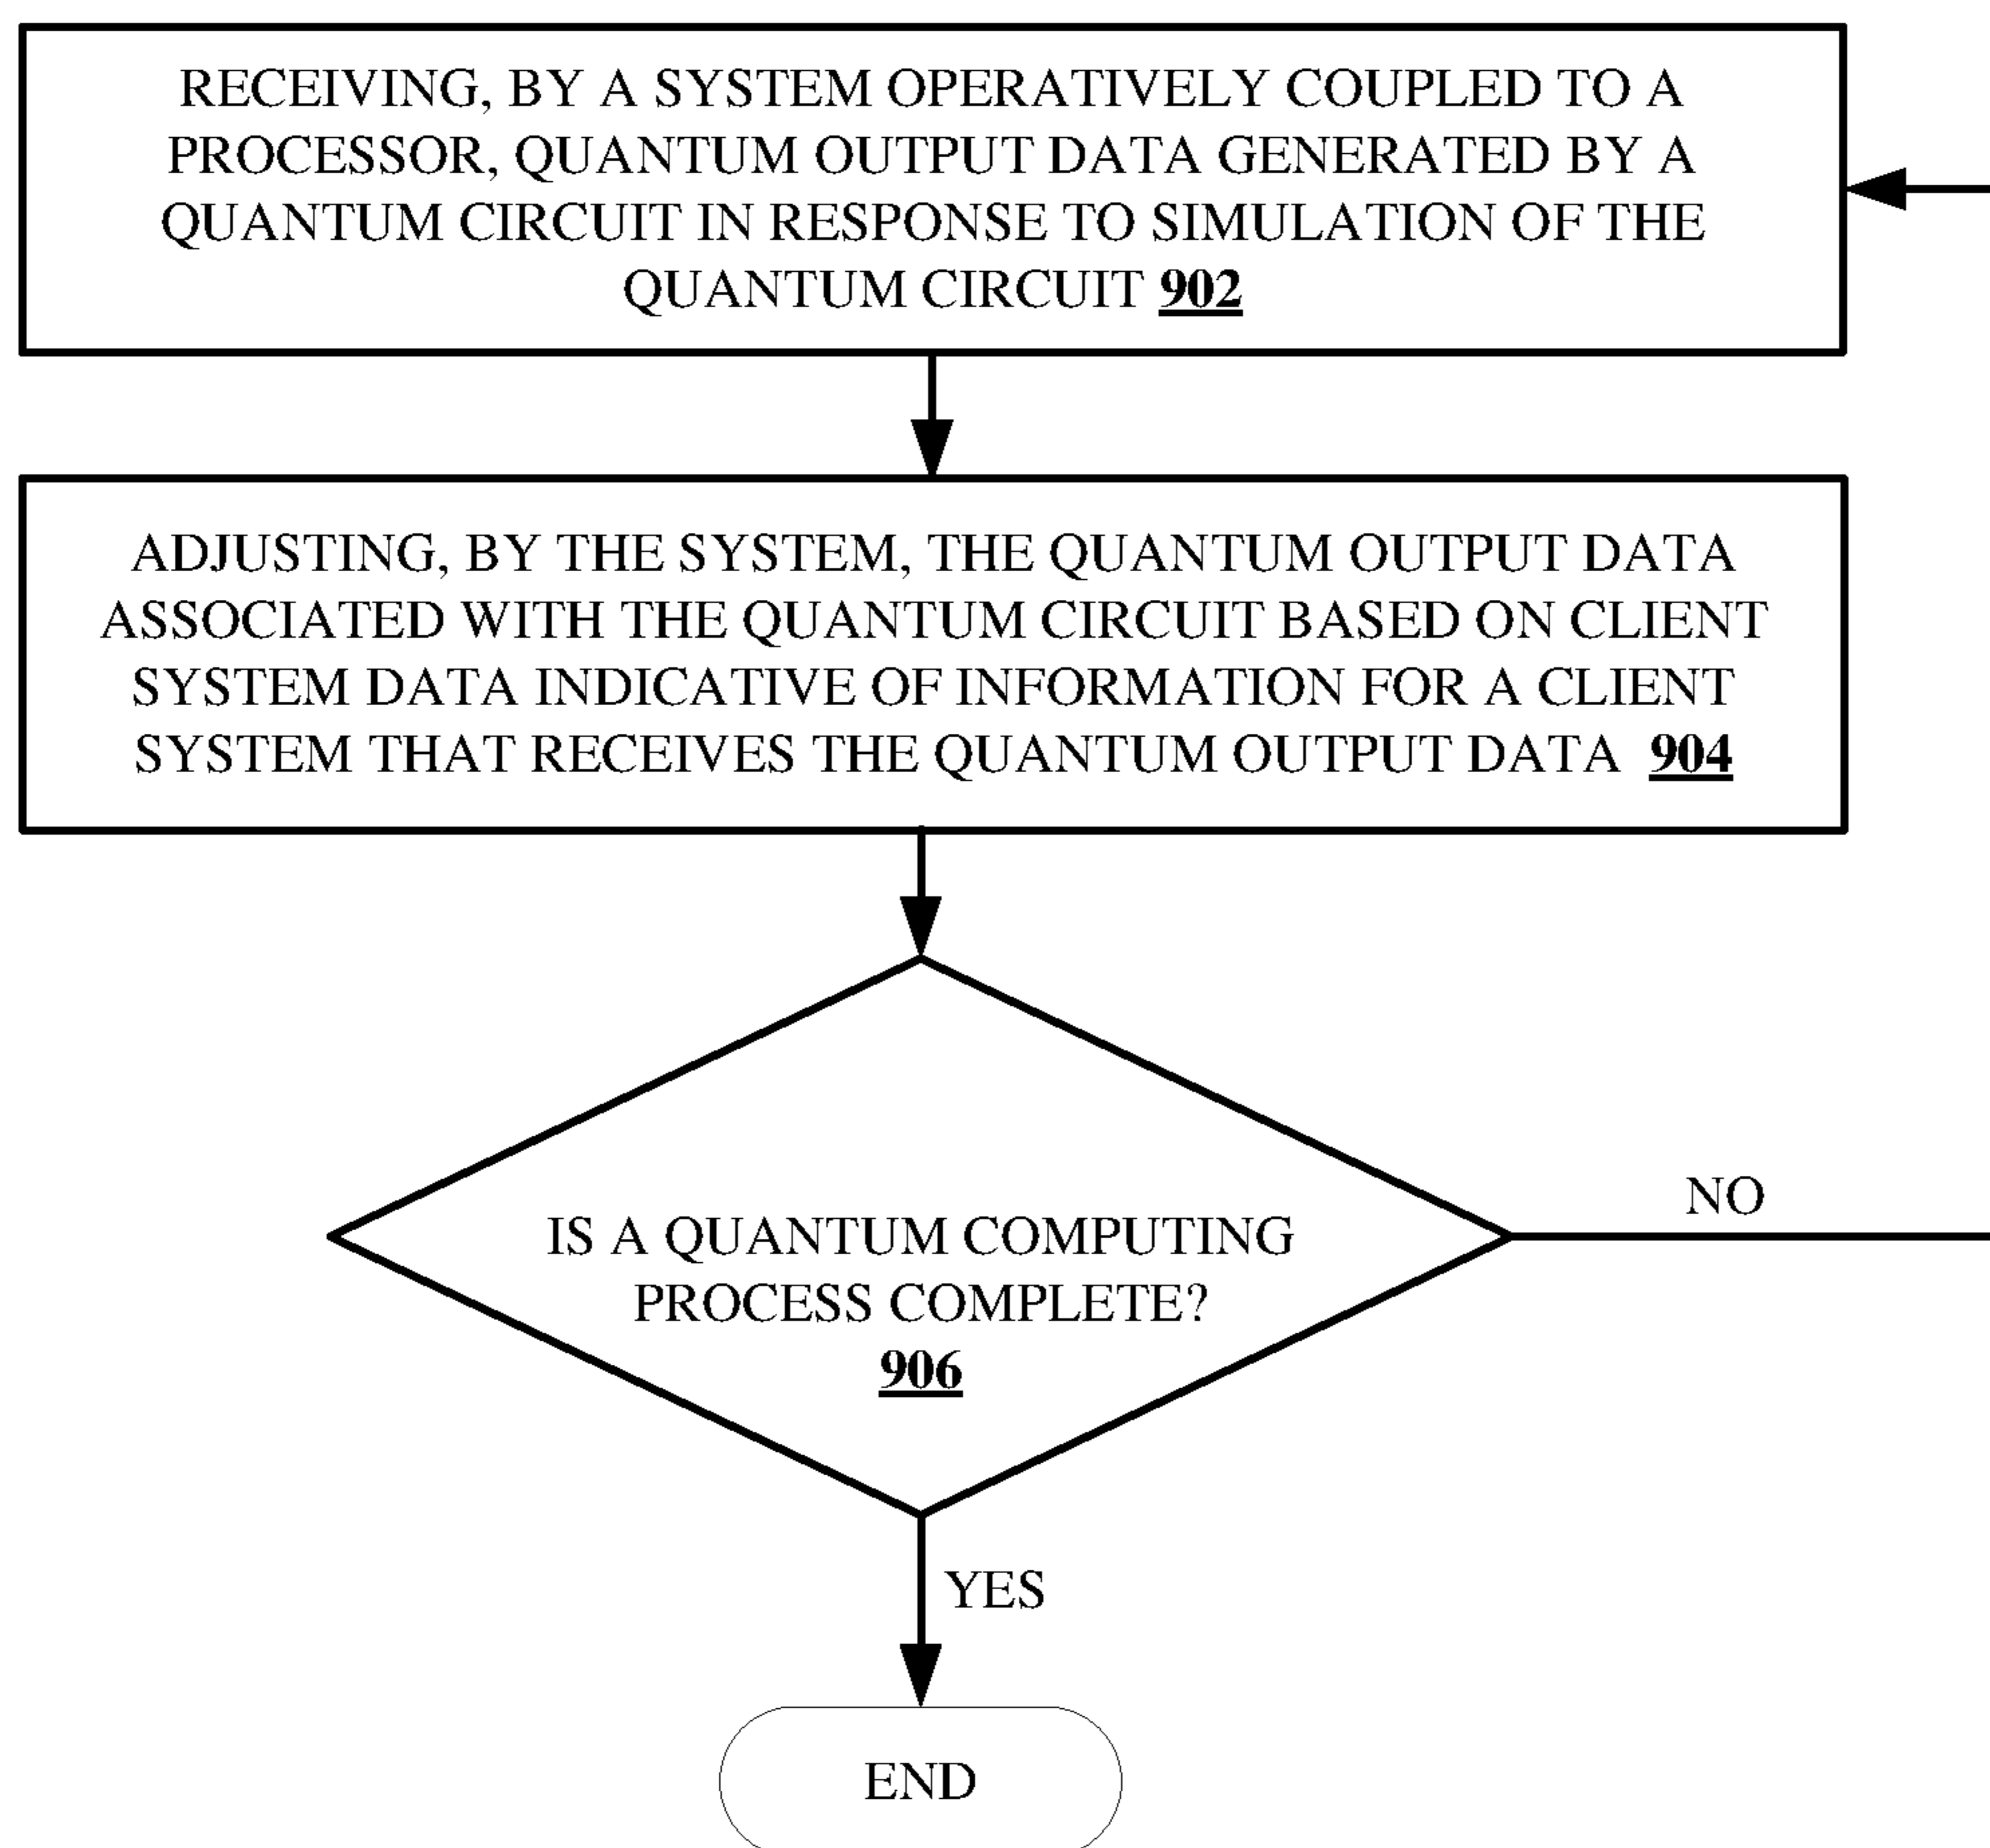 RECEIVING, BY A SYSTEM OPERATIVELY COUPLED TO A
PROCESSOR, QUANTUM OUTPUT DATA GENERATED BY A
QUANTUM CIRCUIT IN RESPONSE TO SIMULATION OF THE
QUANTUM CIRCUIT 902
ADJUSTING, BY THE SYSTEM, THE QUANTUM OUTPUT DATA
ASSOCIATED WITH THE QUANTUM CIRCUIT BASED ON CLIENT
SYSTEM DATA INDICATIVE OF INFORMATION FOR A CLIENT
SYSTEM THAT RECEIVES THE QUANTUM OUTPUT DATA 904
NO
IS A QUANTUM COMPUTING
PROCESS COMPLETE?
906
YES
END